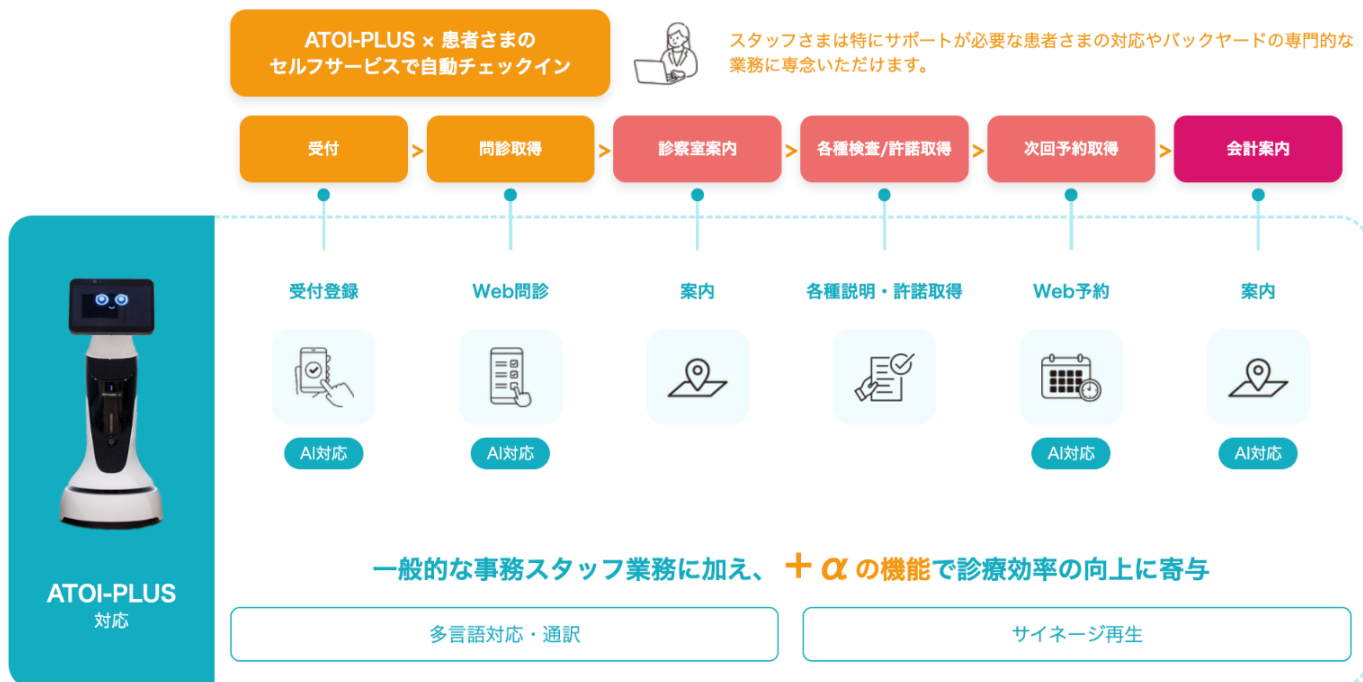 ATOI-PLUS × 患者さまの
セルフサービスで自動チェックイン
スタッフさまは特にサポートが必要な患者さまの対応やバックヤードの専門的な
業務に専念いただけます。
受付 > 問診取得 > 診察室案内 > 各種検査/許諾取得 > 次回予約取得 > 会計案内
受付登録 Web問診 案内 各種説明・許諾取得 Web予約 案内
AI対応 AI対応 AI対応 AI対応
ATOI-PLUS
対応
一般的な事務スタッフ業務に加え、+αの機能で診療効率の向上に寄与
多言語対応・通訳 サイネージ再生